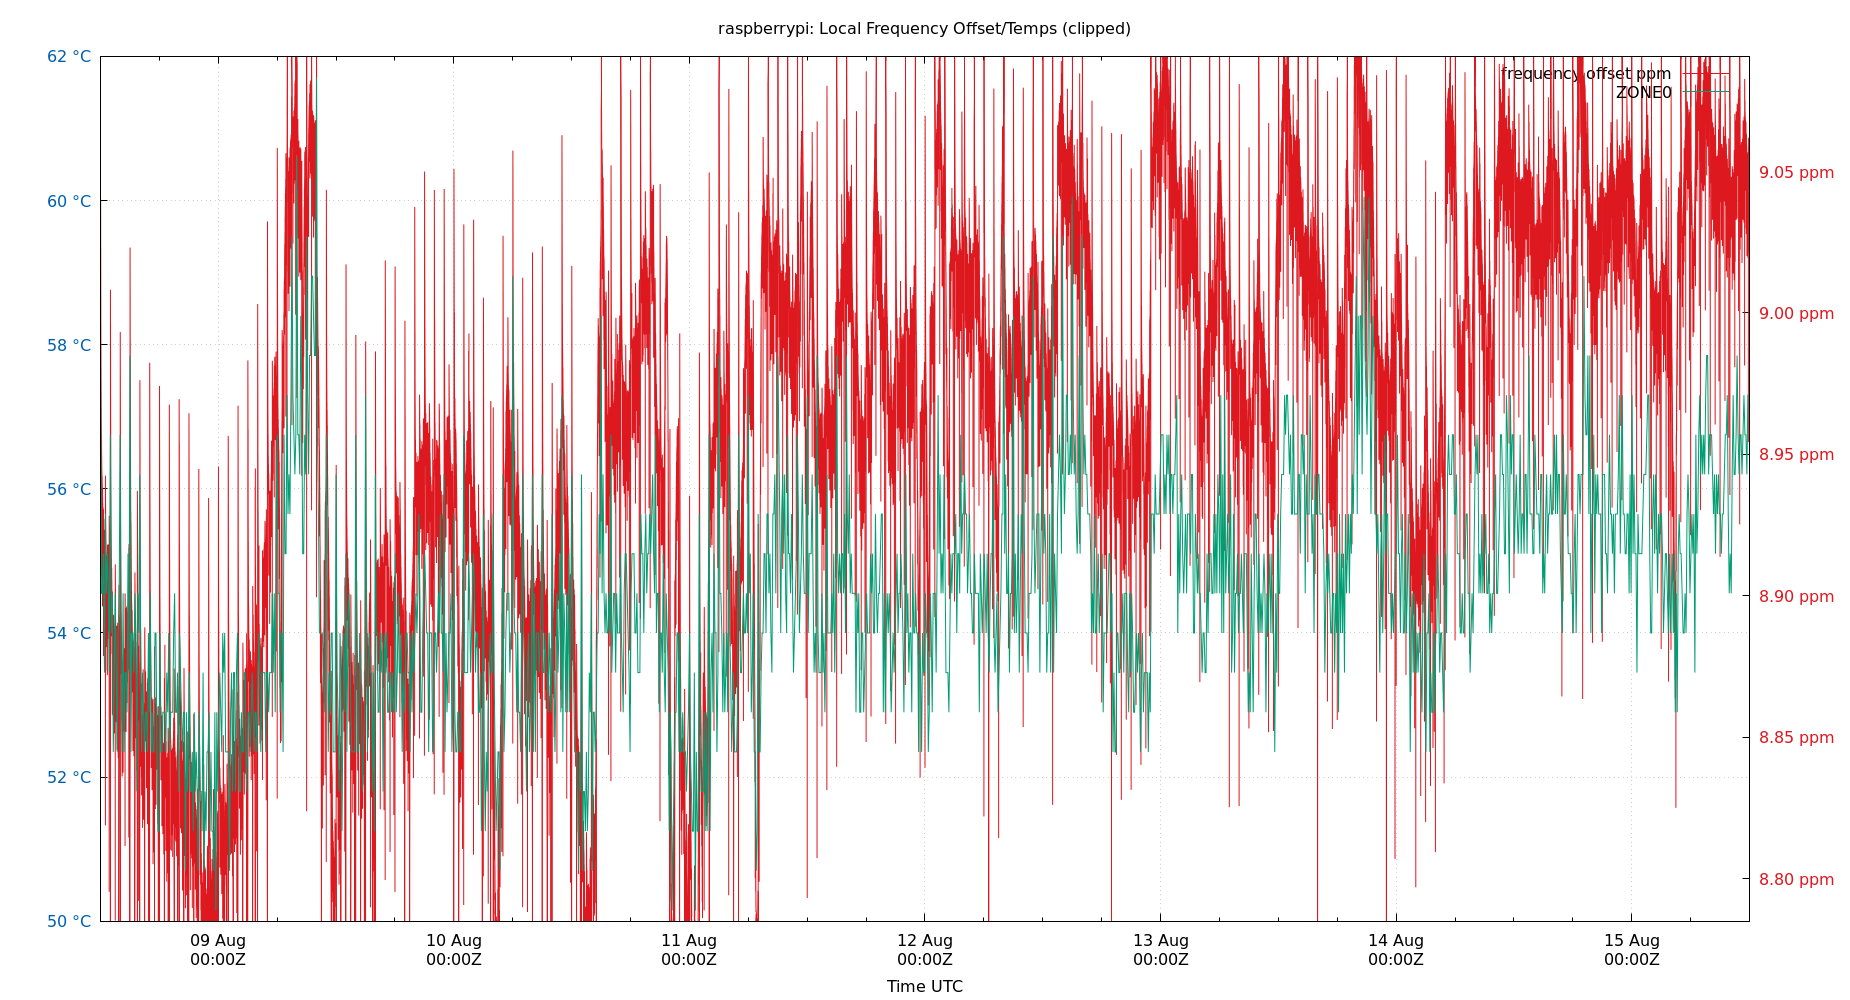 raspberrypi: Local Frequency Offset/Temps (clipped)
62 °C
60 °C
58 °C
56 °C
54 °C
52 °C
50 °C
frequency offset ppm
ZONE0
9.05 ppm
9.00 ppm
8.95 ppm
8.90 ppm
8.85 ppm
8.80 ppm
09 Aug
00:00Z
10 Aug
00:00Z
11 Aug
00:00Z
12 Aug
00:00Z
13 Aug
00:00Z
14 Aug
00:00Z
15 Aug
00:00Z
Time UTC